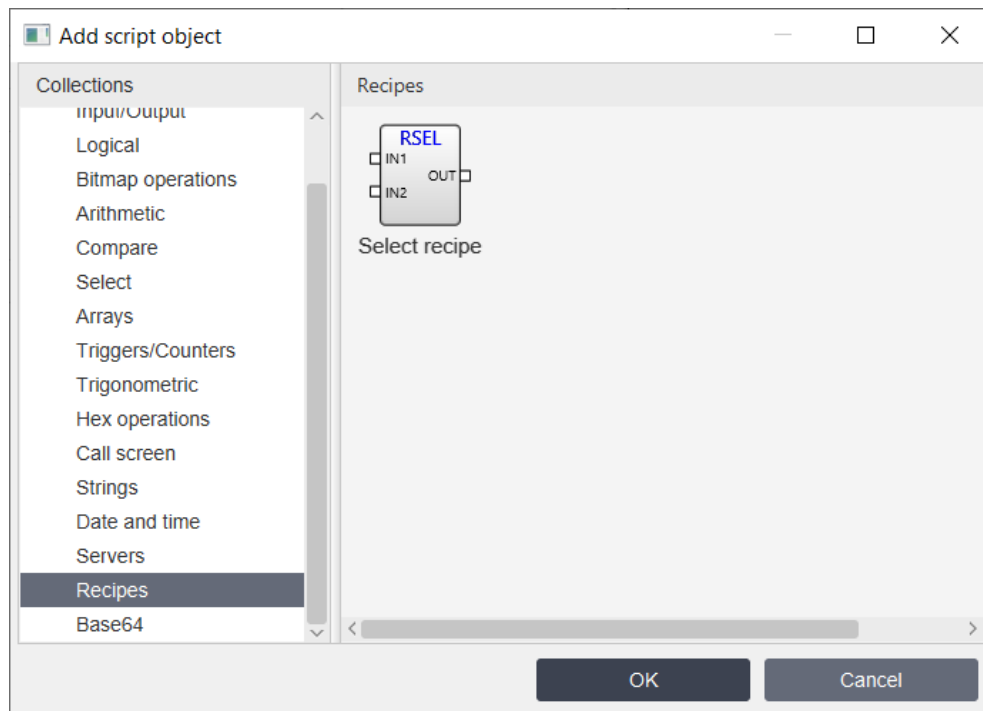 Add script object
Collections
Input/Output
Logical
Bitmap operations
Arithmetic
Compare
Select
Arrays
Triggers/Counters
Trigonometric
Hex operations
Call screen
Strings
Date and time
Servers
Recipes
Base64
Recipes
RSEL
IN1
OUT
IN2
Select recipe
OK
Cancel